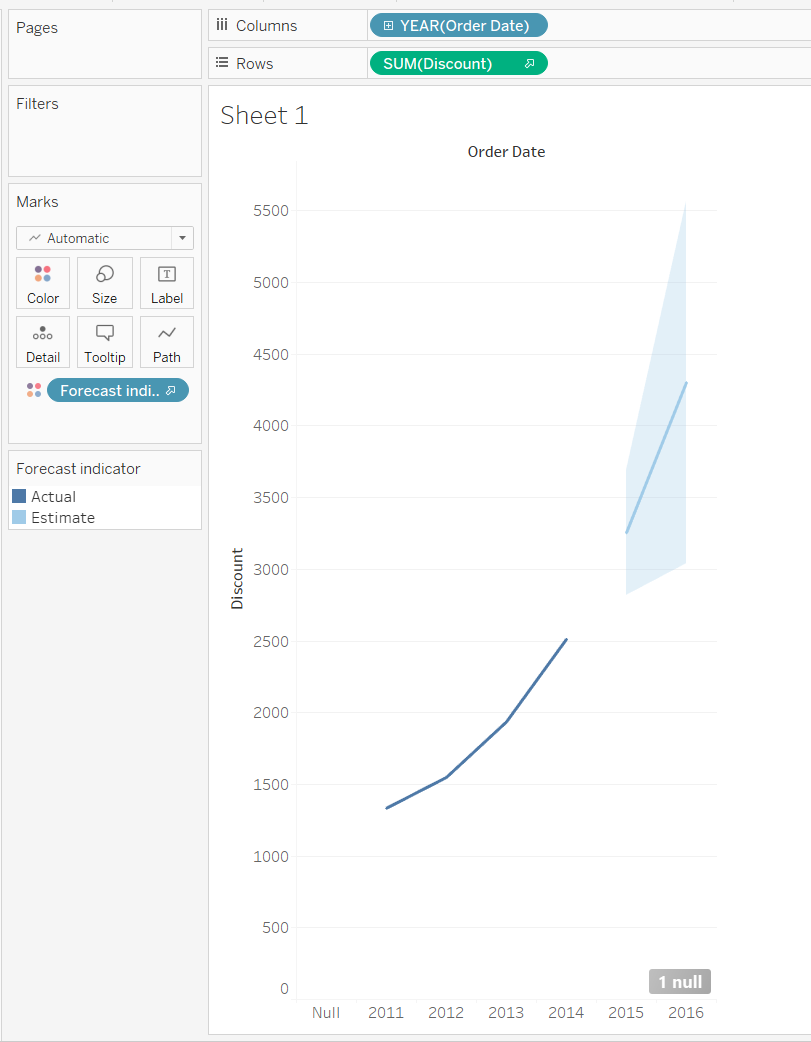 Pages
Columns
YEAR(Order Date)
Rows
SUM(Discount)
Filters
Marks
Automatic
Color
Size
Label
Detail
Tooltip
Path
Forecast indi..
Forecast indicator
Actual
Estimate
Sheet 1
Order Date
Discount
5500
5000
4500
4000
3500
3000
2500
2000
1500
1000
500
0
1 null
Null 2011 2012 2013 2014 2015 2016